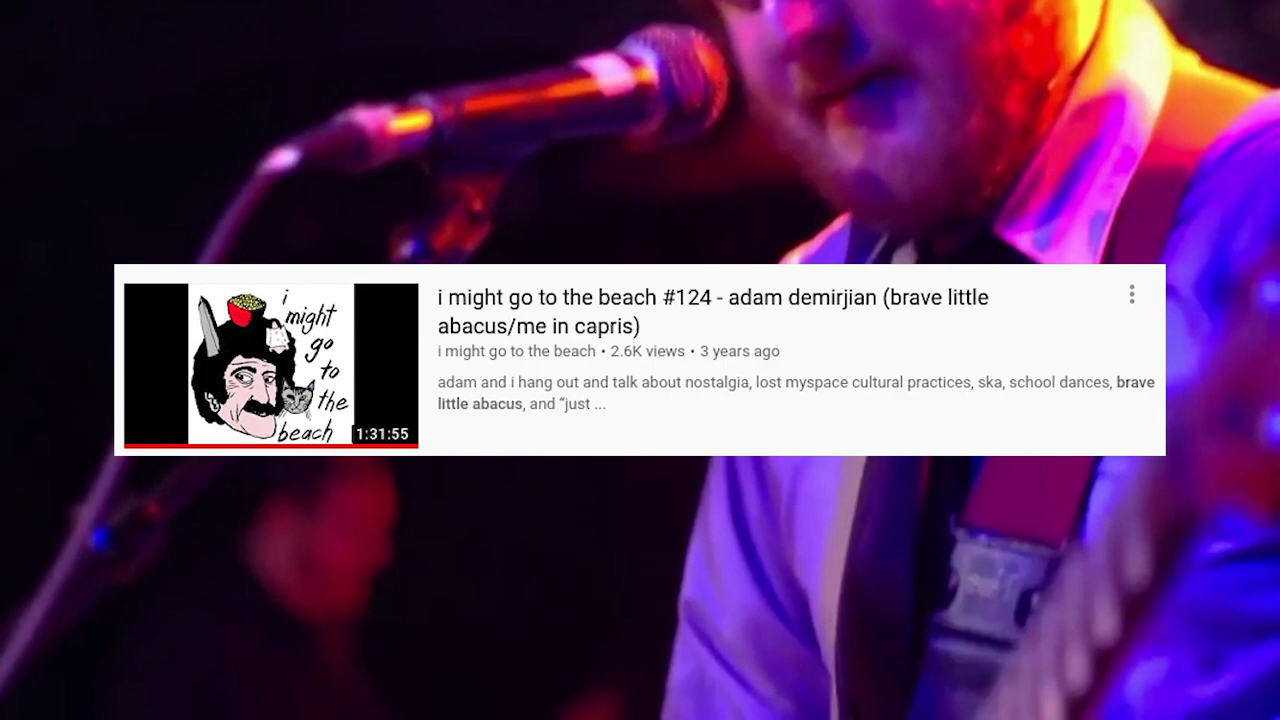 i
might
go
to
the
beach
1:31:55
i might go to the beach #124 - adam demirjian (brave little
abacus/me in capris)
i might go to the beach • 2.6K views • 3 years ago
adam and i hang out and talk about nostalgia, lost myspace cultural practices, ska, school dances, brave
little abacus, and “just ...